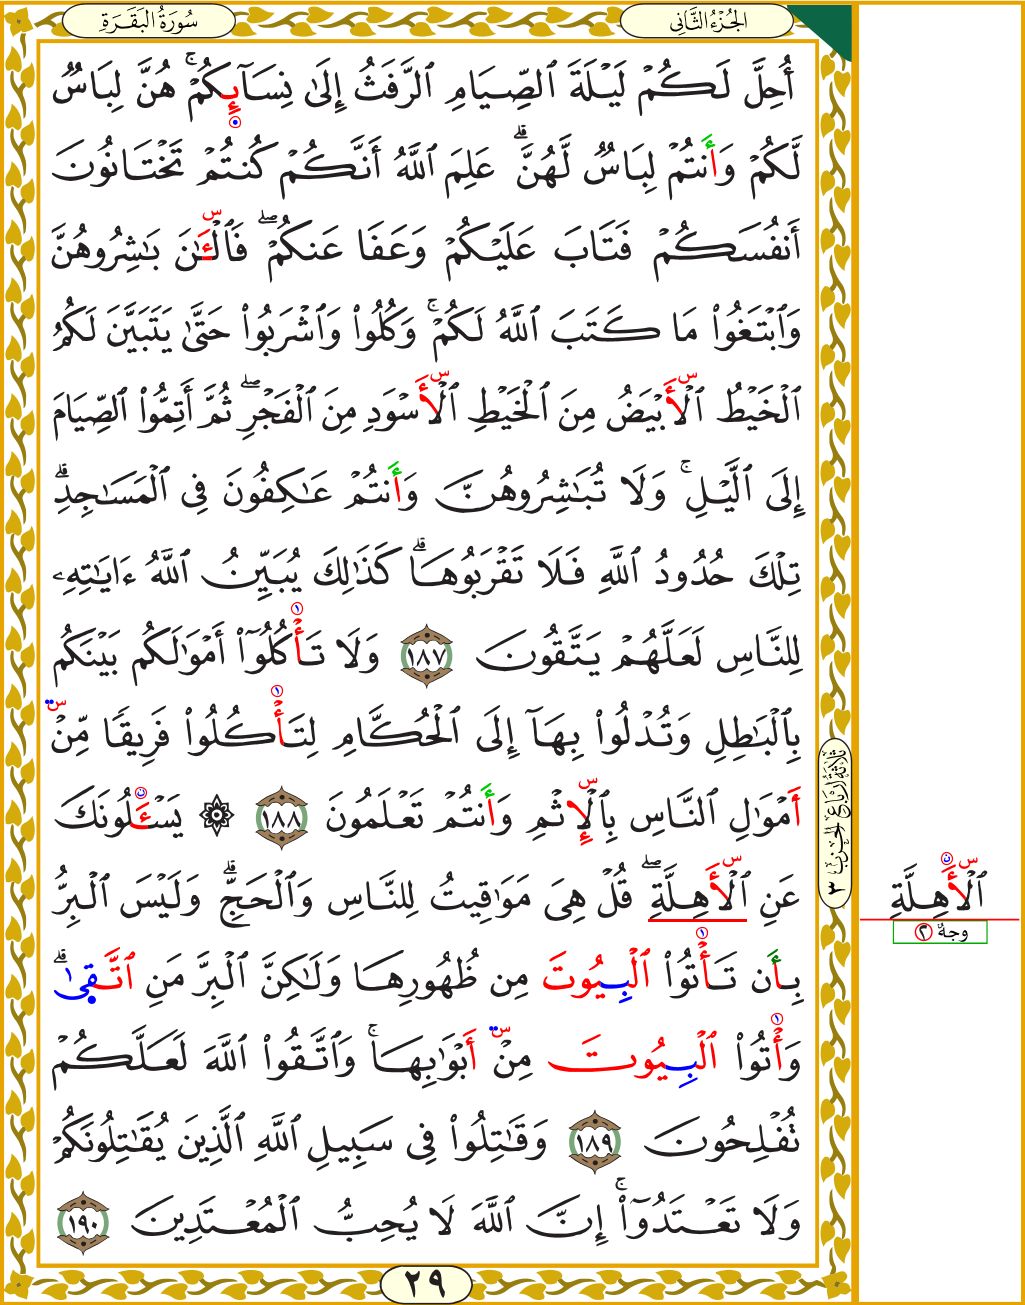 الجُزْءُ الثَّانِي
سُورَةُ البَقَرَةِ
أُحِلَّ لَكُمْ لَيْلَةَ ٱلصِّيَامِ ٱلرَّفَثُ إِلَىٰ نِسَآئِكُمْ ۚ هُنَّ لِبَاسٌ
لَّكُمْ وَأَنتُمْ لِبَاسٌ لَّهُنَّ ۗ عَلِمَ ٱللَّهُ أَنَّكُمْ كُنتُمْ تَخْتَانُونَ
أَنفُسَكُمْ فَتَابَ عَلَيْكُمْ وَعَفَا عَنكُمْ ۖ فَٱلْـَٔـٰنَ بَـٰشِرُوهُنَّ
وَٱبْتَغُوا۟ مَا كَتَبَ ٱللَّهُ لَكُمْ ۚ وَكُلُوا۟ وَٱشْرَبُوا۟ حَتَّىٰ يَتَبَيَّنَ لَكُمُ
ٱلْخَيْطُ ٱلْأَبْيَضُ مِنَ ٱلْخَيْطِ ٱلْأَسْوَدِ مِنَ ٱلْفَجْرِ ۖ ثُمَّ أَتِمُّوا۟ ٱلصِّيَامَ
إِلَى ٱلَّيْلِ ۚ وَلَا تُبَـٰشِرُوهُنَّ وَأَنتُمْ عَـٰكِفُونَ فِى ٱلْمَسَـٰجِدِ ۗ
تِلْكَ حُدُودُ ٱللَّهِ فَلَا تَقْرَبُوهَا ۗ كَذَٰلِكَ يُبَيِّنُ ٱللَّهُ ءَايَـٰتِهِۦ
لِلنَّاسِ لَعَلَّهُمْ يَتَّقُونَ ١٨٧ وَلَا تَأْكُلُوٓا۟ أَمْوَٰلَكُم بَيْنَكُم
بِٱلْبَـٰطِلِ وَتُدْلُوا۟ بِهَآ إِلَى ٱلْحُكَّامِ لِتَأْكُلُوا۟ فَرِيقًا مِّنْ
أَمْوَٰلِ ٱلنَّاسِ بِٱلْإِثْمِ وَأَنتُمْ تَعْلَمُونَ ١٨٨ ۞ يَسْـَٔلُونَكَ
عَنِ ٱلْأَهِلَّةِ ۖ قُلْ هِىَ مَوَٰقِيتُ لِلنَّاسِ وَٱلْحَجِّ ۗ وَلَيْسَ ٱلْبِرُّ
بِأَن تَأْتُوا۟ ٱلْبِيُوتَ مِن ظُهُورِهَا وَلَـٰكِنَّ ٱلْبِرَّ مَنِ ٱتَّقَىٰ ۗ
وَأْتُوا۟ ٱلْبِيُوتَ مِنْ أَبْوَٰبِهَا ۚ وَٱتَّقُوا۟ ٱللَّهَ لَعَلَّكُمْ
تُفْلِحُونَ ١٨٩ وَقَـٰتِلُوا۟ فِى سَبِيلِ ٱللَّهِ ٱلَّذِينَ يُقَـٰتِلُونَكُمْ
وَلَا تَعْتَدُوٓا۟ ۚ إِنَّ ٱللَّهَ لَا يُحِبُّ ٱلْمُعْتَدِينَ ١٩٠
ثلاثة أرباع الحزب ٣
ٱلْأَهِلَّةِ
وجهٌ ٢
٢٩